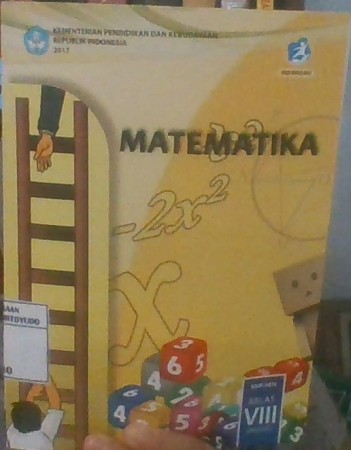 KEMENTERIAN PENDIDIKAN DAN KEBUDAYAAN
REPUBLIK INDONESIA
2017
MATEMATIKA
-2x²
x
SMP/MTs
KELAS
VIII